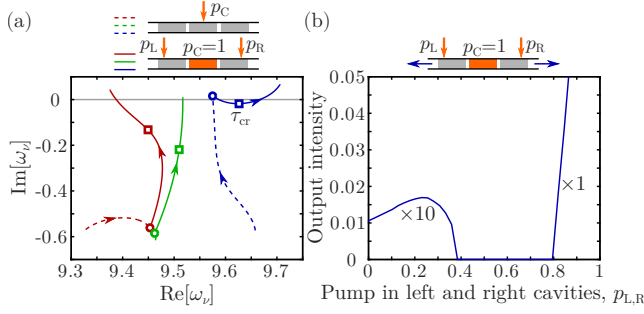 (a)
p_C
p_L p_C=1 p_R
Im[ω_ν]
0
-0.2
-0.4
-0.6
τ_cr
9.3 9.4 9.5 9.6 9.7
Re[ω_ν]
(b)
p_L p_C=1 p_R
Output intensity
0.05
0.04
0.03
0.02
0.01
0
×10
×1
0 0.2 0.4 0.6 0.8 1
Pump in left and right cavities, p_L,R